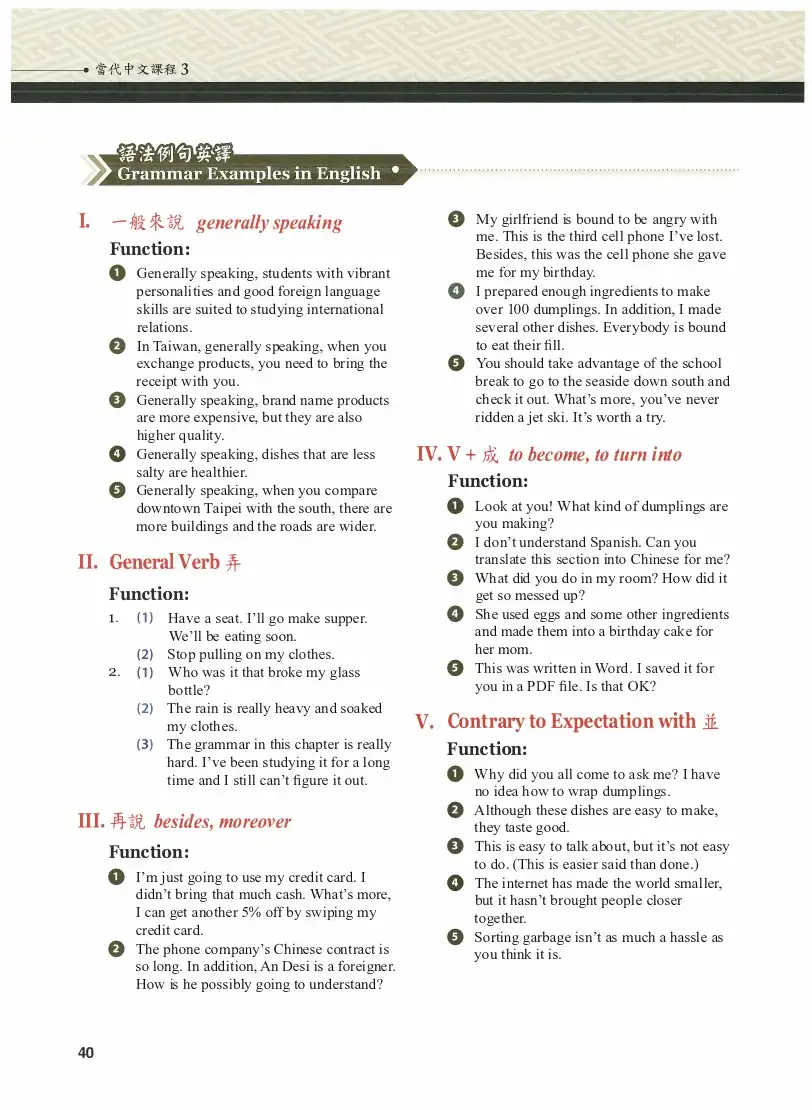 當代中文課程 3
語法例句英譯
Grammar Examples in English
I. 一般來說 generally speaking
Function:
1 Generally speaking, students with vibrant
personalities and good foreign language
skills are suited to studying international
relations.
2 In Taiwan, generally speaking, when you
exchange products, you need to bring the
receipt with you.
3 Generally speaking, brand name products
are more expensive, but they are also
higher quality.
4 Generally speaking, dishes that are less
salty are healthier.
5 Generally speaking, when you compare
downtown Taipei with the south, there are
more buildings and the roads are wider.
II. General Verb 弄
Function:
1. (1) Have a seat. I’ll go make supper.
We’ll be eating soon.
(2) Stop pulling on my clothes.
2. (1) Who was it that broke my glass
bottle?
(2) The rain is really heavy and soaked
my clothes.
(3) The grammar in this chapter is really
hard. I’ve been studying it for a long
time and I still can’t figure it out.
III. 再說 besides, moreover
Function:
1 I’m just going to use my credit card. I
didn’t bring that much cash. What’s more,
I can get another 5% off by swiping my
credit card.
2 The phone company’s Chinese contract is
so long. In addition, An Desi is a foreigner.
How is he possibly going to understand?
3 My girlfriend is bound to be angry with
me. This is the third cell phone I’ve lost.
Besides, this was the cell phone she gave
me for my birthday.
4 I prepared enough ingredients to make
over 100 dumplings. In addition, I made
several other dishes. Everybody is bound
to eat their fill.
5 You should take advantage of the school
break to go to the seaside down south and
check it out. What’s more, you’ve never
ridden a jet ski. It’s worth a try.
IV. V + 成 to become, to turn into
Function:
1 Look at you! What kind of dumplings are
you making?
2 I don’t understand Spanish. Can you
translate this section into Chinese for me?
3 What did you do in my room? How did it
get so messed up?
4 She used eggs and some other ingredients
and made them into a birthday cake for
her mom.
5 This was written in Word. I saved it for
you in a PDF file. Is that OK?
V. Contrary to Expectation with 並
Function:
1 Why did you all come to ask me? I have
no idea how to wrap dumplings.
2 Although these dishes are easy to make,
they taste good.
3 This is easy to talk about, but it’s not easy
to do. (This is easier said than done.)
4 The internet has made the world smaller,
but it hasn’t brought people closer
together.
5 Sorting garbage isn’t as much a hassle as
you think it is.
40